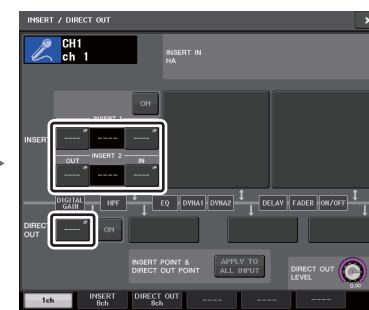 INSERT / DIRECT OUT
CH1
ch 1
INSERT IN
HA
ON
INSERT 1
INSERT
---- ---- ----
OUT INSERT 2 IN
---- ---- ----
DIGITAL GAIN HPF EQ DYNA1 DYNA2 DELAY FADER ON/OFF
DIRECT OUT
---- ON
INSERT POINT & DIRECT OUT POINT
APPLY TO ALL INPUT
DIRECT OUT LEVEL
0.00
1ch
INSERT 8ch
DIRECT OUT 8ch
---- ---- ----